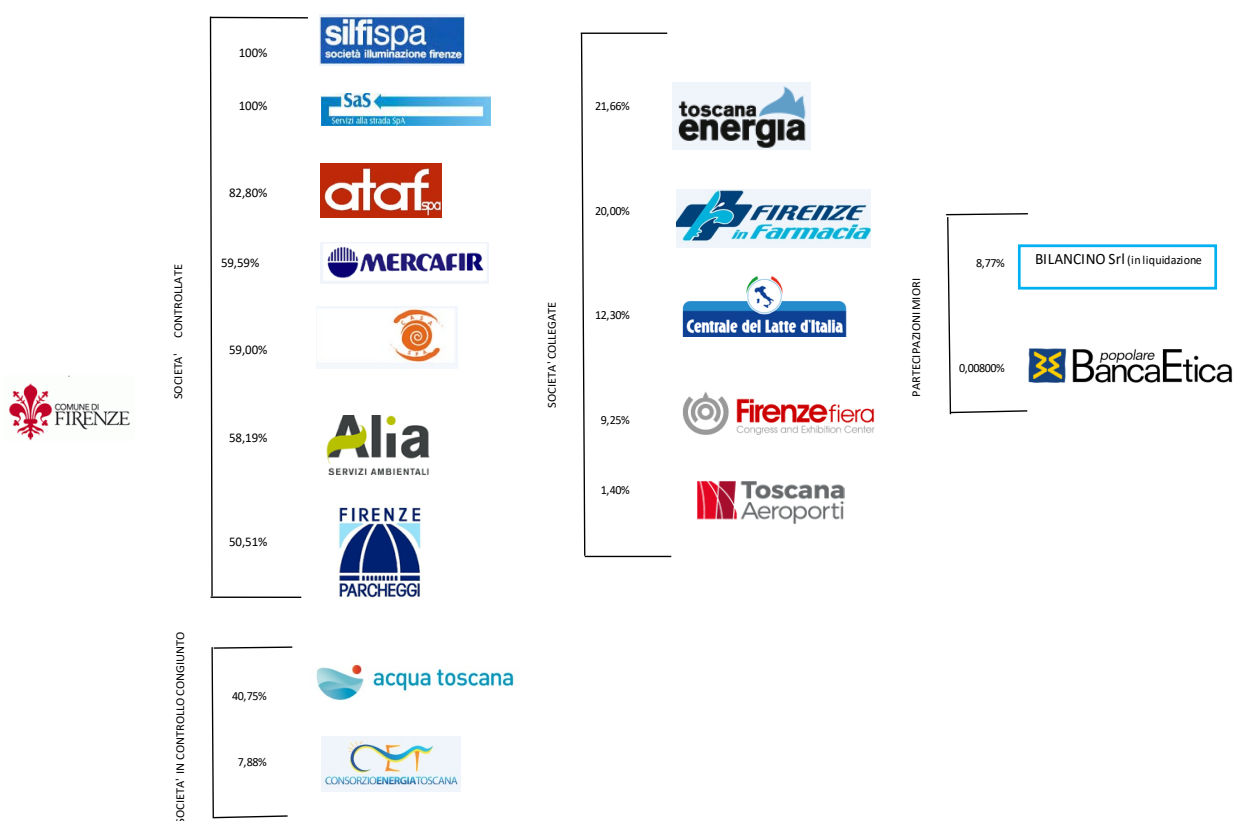 COMUNE DI
FIRENZE
SOCIETA' CONTROLLATE
100%
silfispa
società illuminazione firenze
100%
SaS
Servizi alla strada SpA
82,80%
ataf spa
59,59%
MERCAFIR
59,00%
CASA
SPA
58,19%
Alia
SERVIZI AMBIENTALI
50,51%
FIRENZE
PARCHEGGI
SOCIETA' IN CONTROLLO CONGIUNTO
40,75%
acqua toscana
7,88%
CET
CONSORZIOENERGIATOSCANA
SOCIETA' COLLEGATE
21,66%
toscana
energia
20,00%
FIRENZE
in Farmacia
12,30%
Centrale del Latte d'Italia
9,25%
Firenzefiera
Congress and Exhibition Center
1,40%
Toscana
Aeroporti
PARTECIPAZIONI MIORI
8,77%
BILANCINO Srl (in liquidazione
0,00800%
popolare
BancaEtica